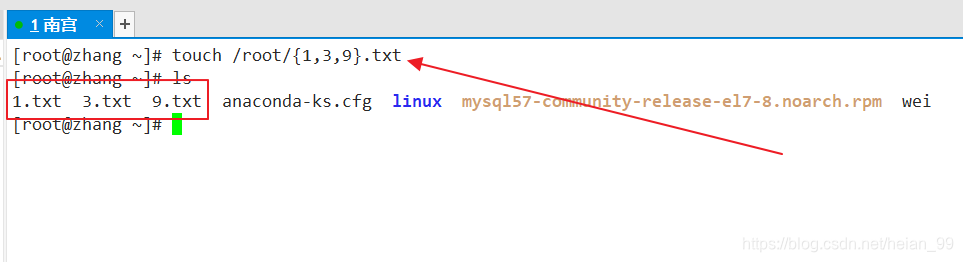 1 南宫 × +
[root@zhang ~]# touch /root/{1,3,9}.txt
[root@zhang ~]# ls
1.txt  3.txt  9.txt  anaconda-ks.cfg  linux  mysql57-community-release-el7-8.noarch.rpm  wei
[root@zhang ~]#
https://blog.csdn.net/heian_99